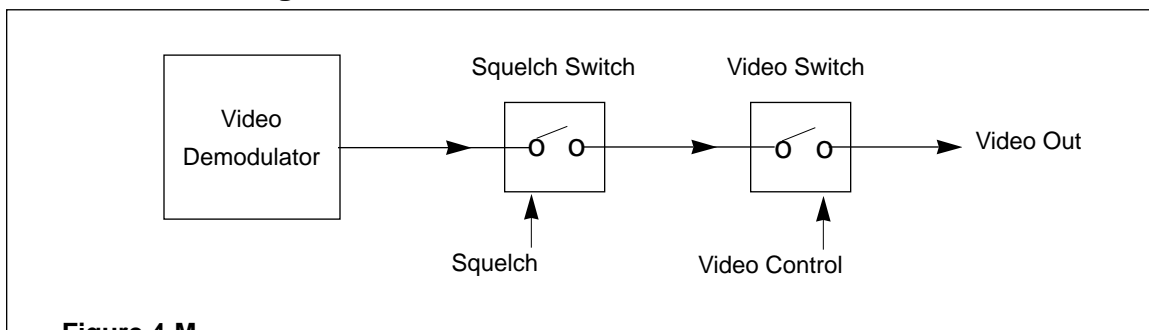 Squelch Switch
Video Switch
Video
Demodulator
Video Out
Squelch
Video Control
Figure 4-M